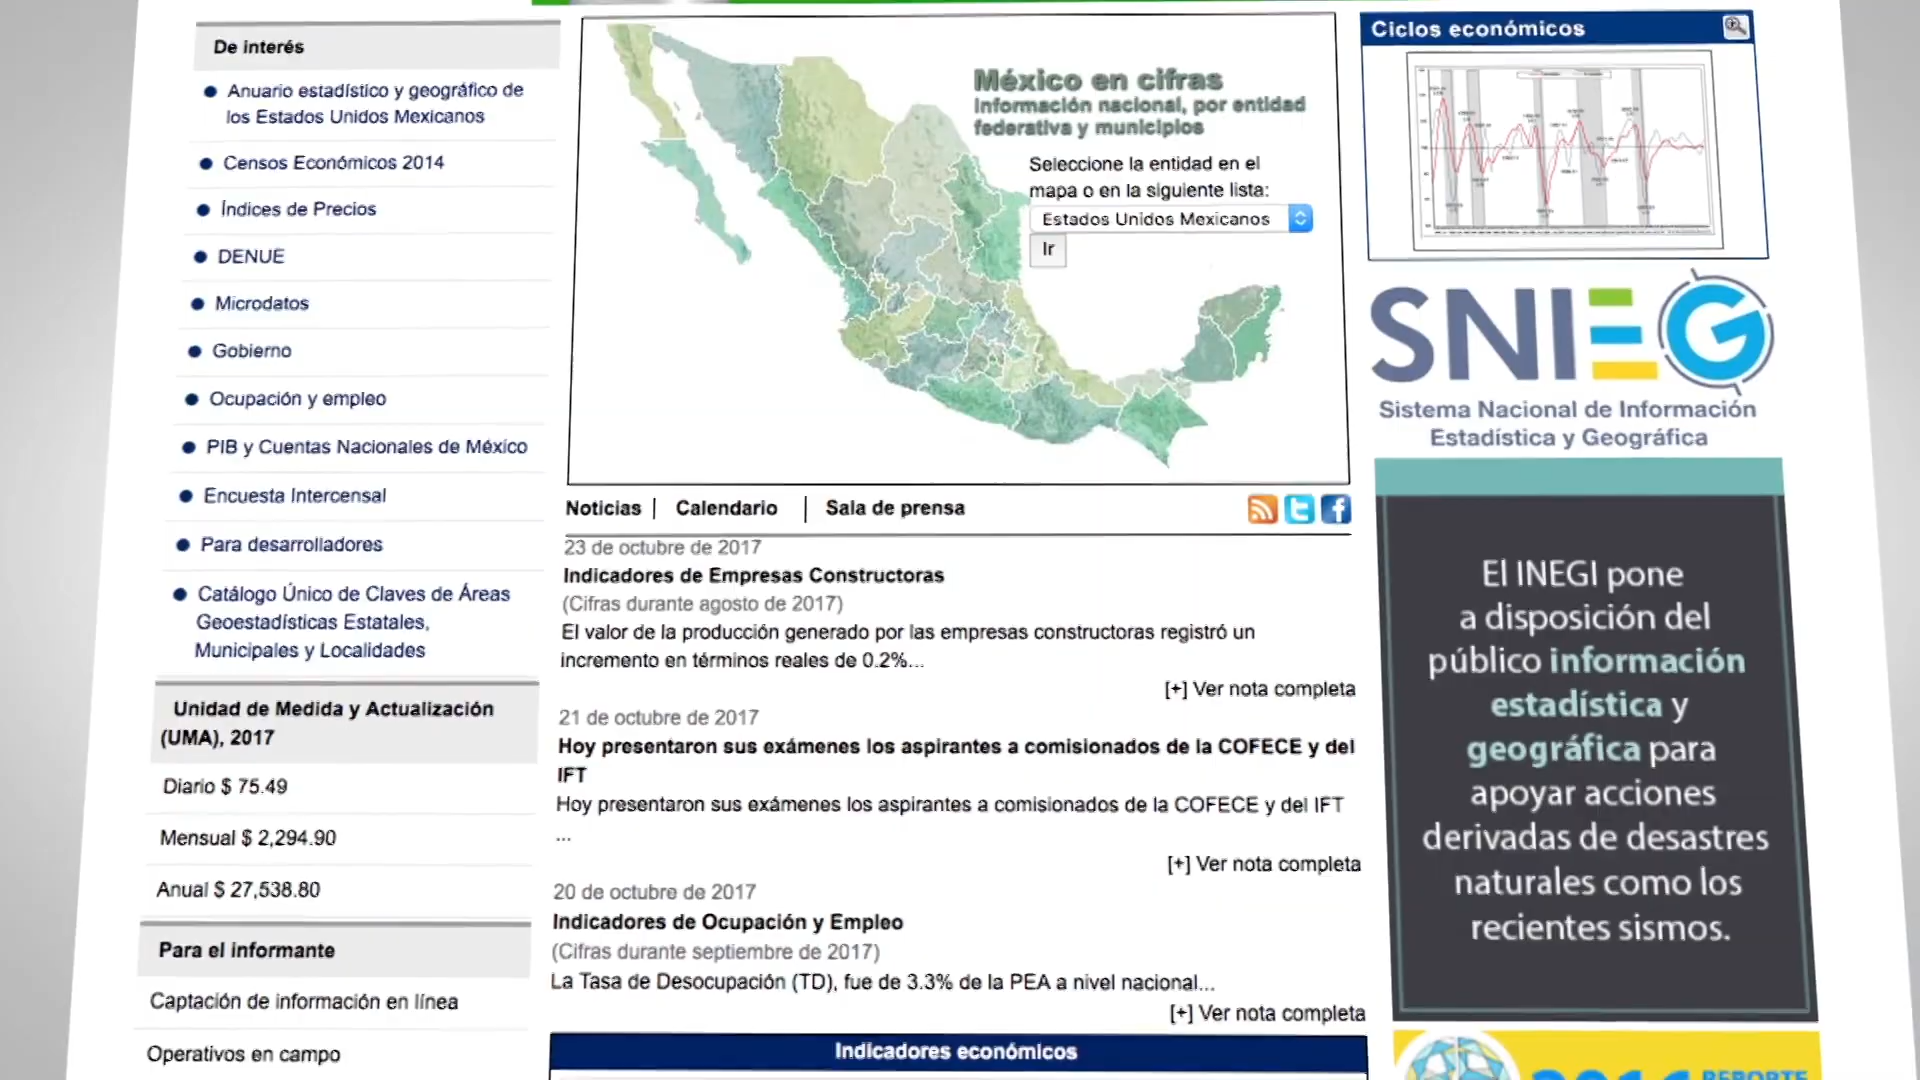 De interés
Anuario estadístico y geográfico de
los Estados Unidos Mexicanos
Censos Económicos 2014
Índices de Precios
DENUE
Microdatos
Gobierno
Ocupación y empleo
PIB y Cuentas Nacionales de México
Encuesta Intercensal
Para desarrolladores
Catálogo Único de Claves de Áreas
Geoestadísticas Estatales,
Municipales y Localidades
Unidad de Medida y Actualización
(UMA), 2017
Diario $ 75.49
Mensual $ 2,294.90
Anual $ 27,538.80
Para el informante
Captación de información en línea
Operativos en campo
México en cifras
Información nacional, por entidad
federativa y municipios
Seleccione la entidad en el
mapa o en la siguiente lista:
Estados Unidos Mexicanos
Ir
Noticias | Calendario | Sala de prensa
23 de octubre de 2017
Indicadores de Empresas Constructoras
(Cifras durante agosto de 2017)
El valor de la producción generado por las empresas constructoras registró un
incremento en términos reales de 0.2%...
[+] Ver nota completa
21 de octubre de 2017
Hoy presentaron sus exámenes los aspirantes a comisionados de la COFECE y del
IFT
Hoy presentaron sus exámenes los aspirantes a comisionados de la COFECE y del IFT
...
[+] Ver nota completa
20 de octubre de 2017
Indicadores de Ocupación y Empleo
(Cifras durante septiembre de 2017)
La Tasa de Desocupación (TD), fue de 3.3% de la PEA a nivel nacional...
[+] Ver nota completa
Indicadores económicos
Ciclos económicos
SNIEG
Sistema Nacional de Información
Estadística y Geográfica
El INEGI pone
a disposición del
público información
estadística y
geográfica para
apoyar acciones
derivadas de desastres
naturales como los
recientes sismos.
REPORTE